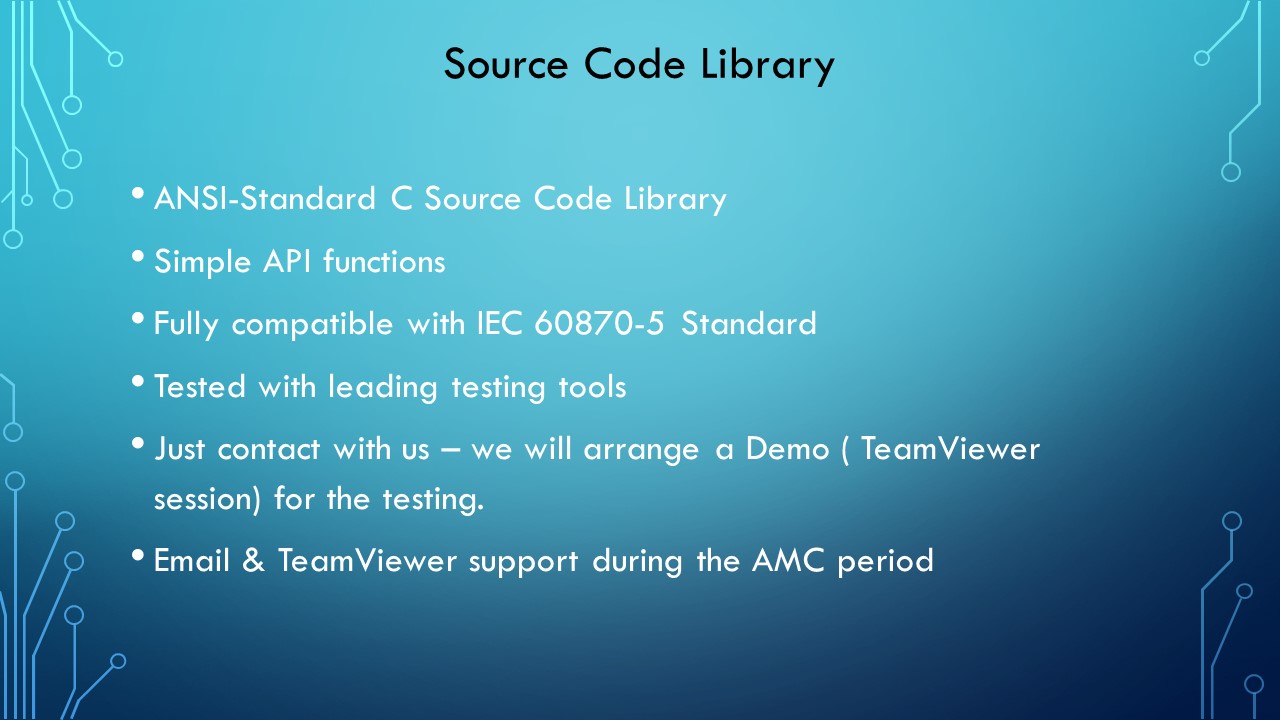 Source Code Library
• ANSI-Standard C Source Code Library
• Simple API functions
• Fully compatible with IEC 60870-5 Standard
• Tested with leading testing tools
• Just contact with us – we will arrange a Demo ( TeamViewer
session) for the testing.
• Email & TeamViewer support during the AMC period